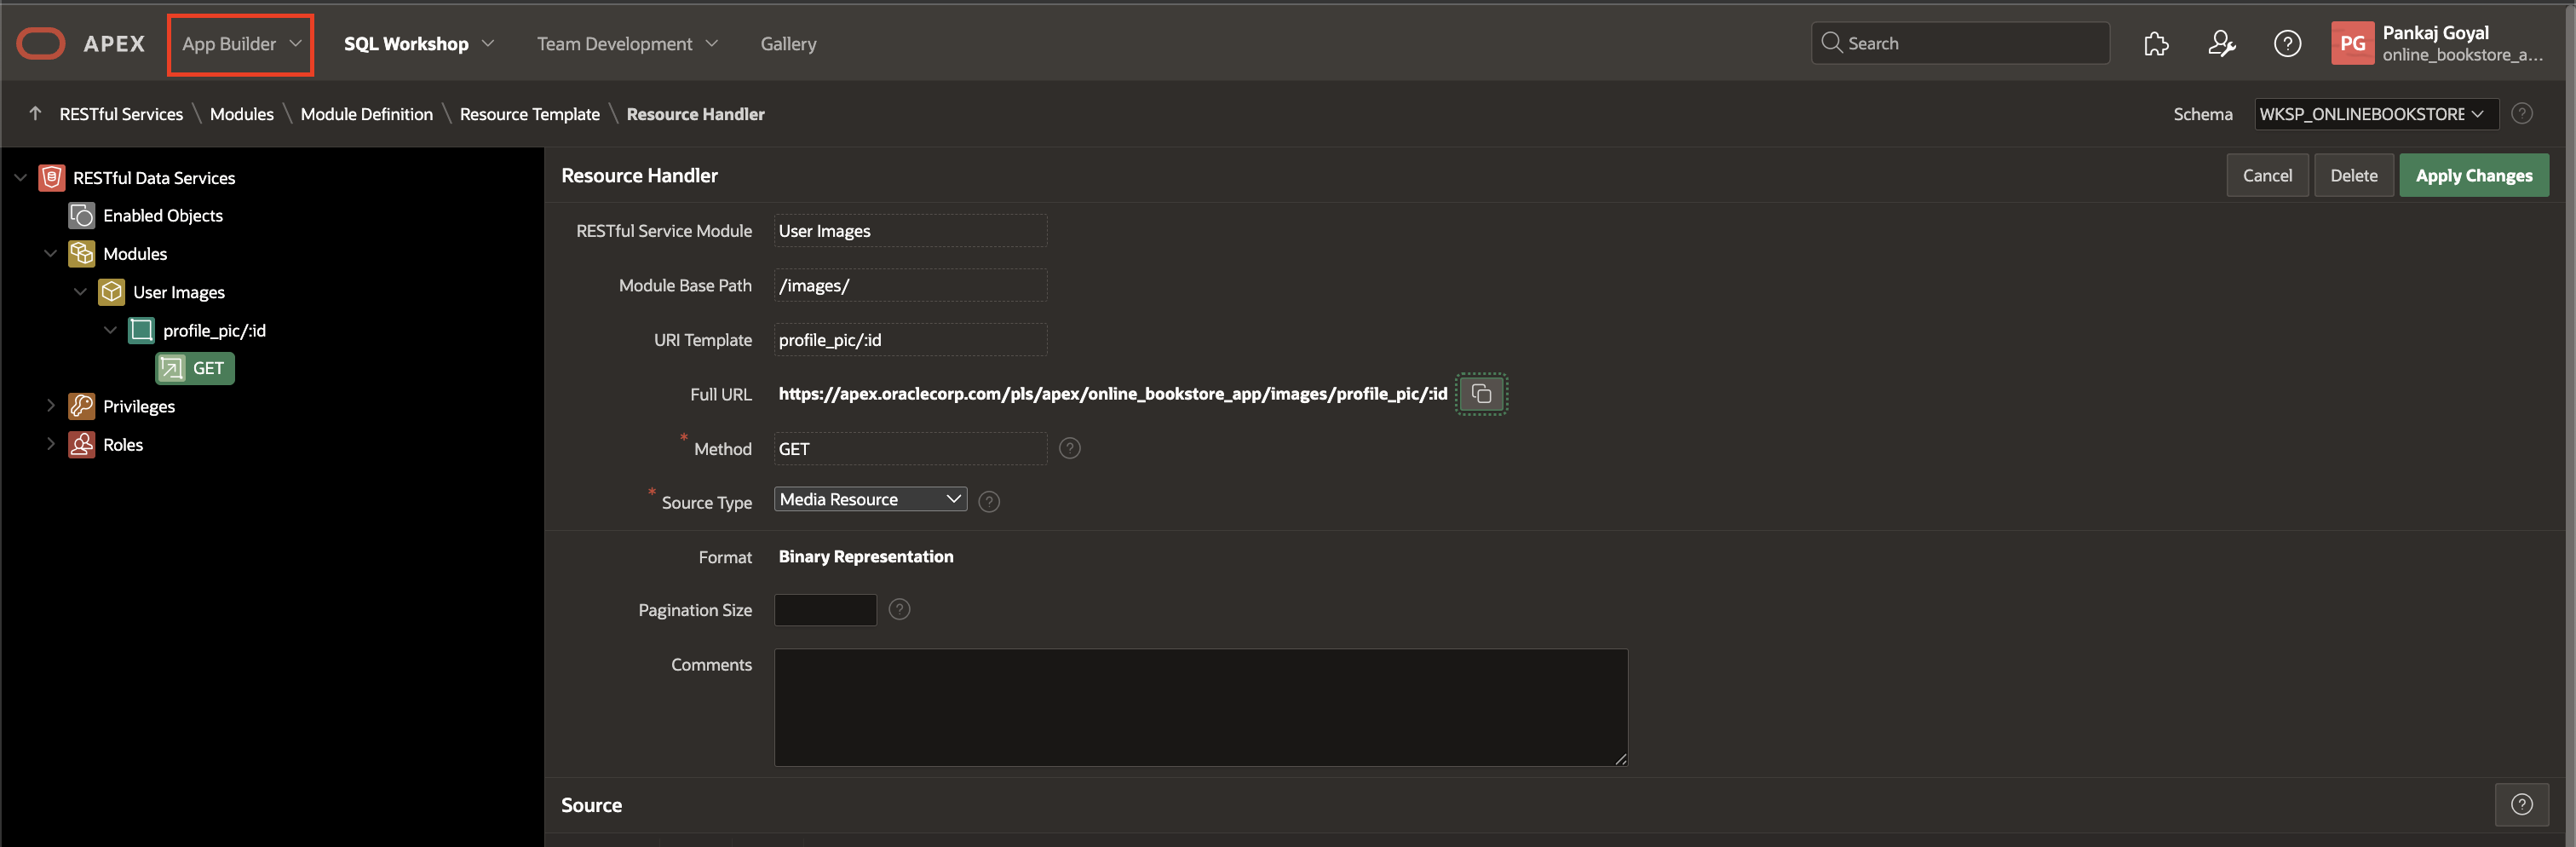 APEX App Builder SQL Workshop Team Development Gallery Search PG Pankaj Goyal
online_bookstore_a...
RESTful Services \ Modules \ Module Definition \ Resource Template \ Resource Handler Schema WKSP_ONLINEBOOKSTORE ?
RESTful Data Services
Enabled Objects
Modules
User Images
profile_pic/:id
GET
Privileges
Roles
Resource Handler Cancel Delete Apply Changes
RESTful Service Module User Images
Module Base Path /images/
URI Template profile_pic/:id
Full URL https://apex.oraclecorp.com/pls/apex/online_bookstore_app/images/profile_pic/:id
* Method GET ?
* Source Type Media Resource ?
Format Binary Representation
Pagination Size ?
Comments
Source ?